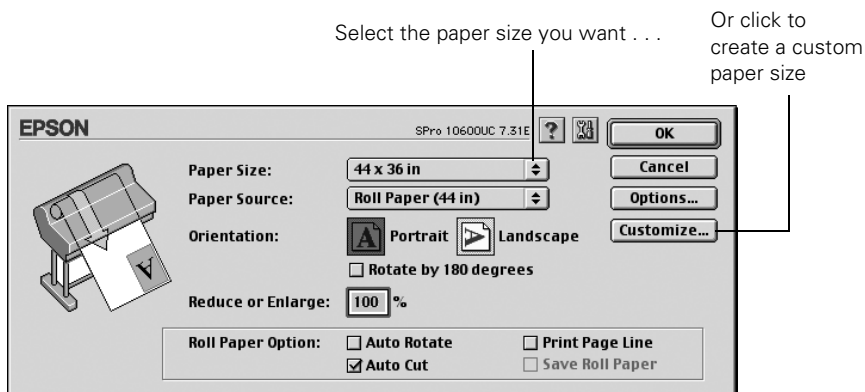 Select the paper size you want . . .
Or click to
create a custom
paper size
EPSON
SPro 10600UC 7.31E
?
OK
Paper Size:
44 x 36 in
Cancel
Paper Source:
Roll Paper (44 in)
Options...
Orientation:
A Portrait
A Landscape
Customize...
Rotate by 180 degrees
Reduce or Enlarge:
100 %
Roll Paper Option:
Auto Rotate
Print Page Line
Auto Cut
Save Roll Paper
A